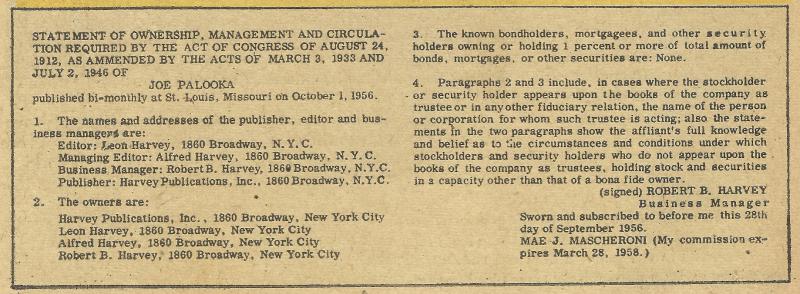 STATEMENT OF OWNERSHIP, MANAGEMENT AND CIRCULA-
TION REQUIRED BY THE ACT OF CONGRESS OF AUGUST 24,
1912, AS AMMENDED BY THE ACTS OF MARCH 3, 1933 AND
JULY 2, 1946 OF
JOE PALOOKA
published bi-monthly at St. Louis, Missouri on October 1, 1956.
1. The names and addresses of the publisher, editor and bus-
iness managers are:
Editor: Leon Harvey, 1860 Broadway, N.Y.C.
Managing Editor: Alfred Harvey, 1860 Broadway, N.Y.C.
Business Manager: Robert B. Harvey, 1860 Broadway, N.Y.C.
Publisher: Harvey Publications, Inc., 1860 Broadway, N.Y.C.
2. The owners are:
Harvey Publications, Inc., 1860 Broadway, New York City
Leon Harvey, 1860 Broadway, New York City
Alfred Harvey, 1860 Broadway, New York City
Robert B. Harvey, 1860 Broadway, New York City
3. The known bondholders, mortgagees, and other security
holders owning or holding 1 percent or more of total amount of
bonds, mortgages, or other securities are: None.
4. Paragraphs 2 and 3 include, in cases where the stockholder
or security holder appears upon the books of the company as
trustee or in any other fiduciary relation, the name of the person
or corporation for whom such trustee is acting; also the state-
ments in the two paragraphs show the affliant's full knowledge
and belief as to the circumstances and conditions under which
stockholders and security holders who do not appear upon the
books of the company as trustees, holding stock and securities
in a capacity other than that of a bona fide owner.
(signed) ROBERT B. HARVEY
Business Manager
Sworn and subscribed to before me this 28th
day of September 1956.
MAE J. MASCHERONI (My commission ex-
pires March 28, 1958.)